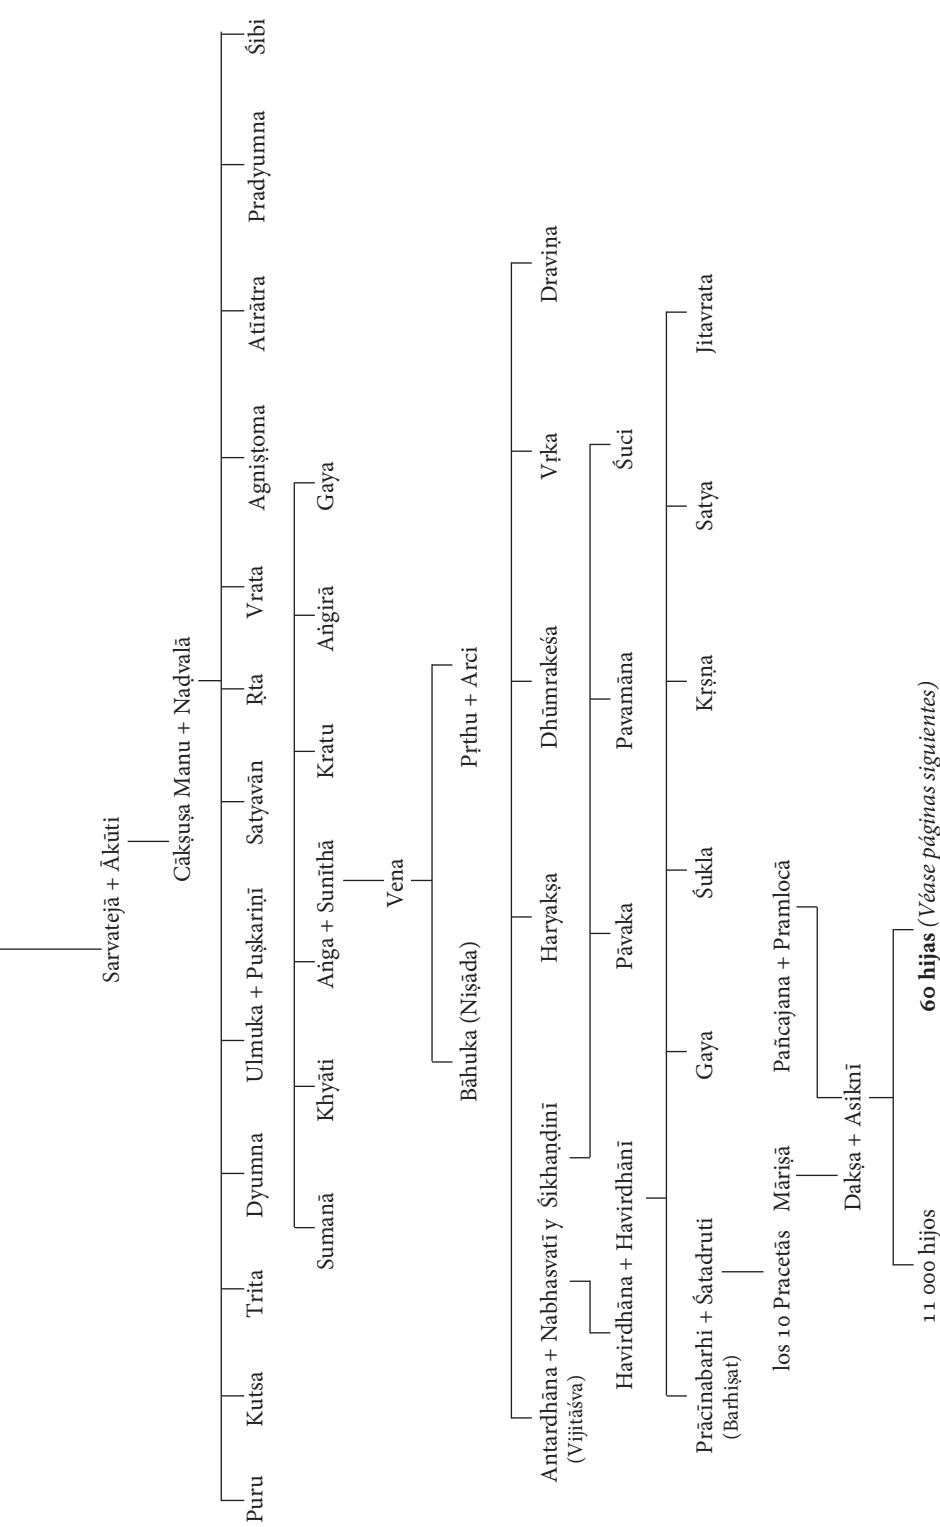 Sarvatejā + Ākūti
Cākṣuṣa Manu + Naḍvalā
Puru Kutsa Trita Dyumna Ulmuka + Puṣkariṇī Satyavān Ṛta Vrata Agniṣṭoma Atīrātra Pradyumna Śibi
Sumanā Khyāti Aṅga + Sunīthā Kratu Aṅgirā Gaya
Vena
Bāhuka (Niṣāda) Pṛthu + Arci
Antardhāna + Nabhasvatī y Śikhaṇḍinī Haryakṣa Dhūmrakeśa Vṛka Draviṇa
(Vijitāśva)
Havirdhāna + Havirdhānī Pāvaka Pavamāna Śuci
Prācīnabarhi + Śatadruti Gaya Śukla Kṛṣṇa Satya Jitavrata
(Barhiṣat)
los 10 Pracetās Māriṣā Pañcajana + Pramlocā
Dakṣa + Asiknī
11 000 hijos 60 hijas (Véase páginas siguientes)